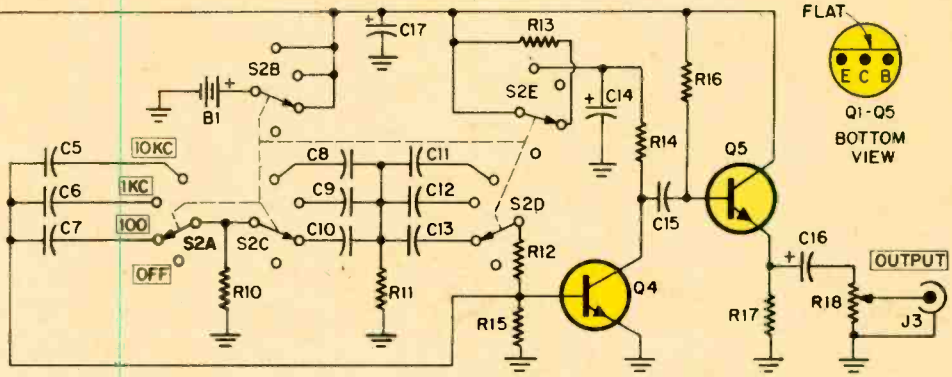 FLAT
R13
C17
S2B
R16
E C B
S2E
C14
+
B1
Q1-Q5
BOTTOM
VIEW
R14
Q5
C5
10KC
C8
C11
C6
1KC
C9
C12
C15
S2D
C7
100
S2A
S2C
C10
C13
R12
C16
+
OUTPUT
OFF
Q4
R10
R11
R17
R18
R15
J3